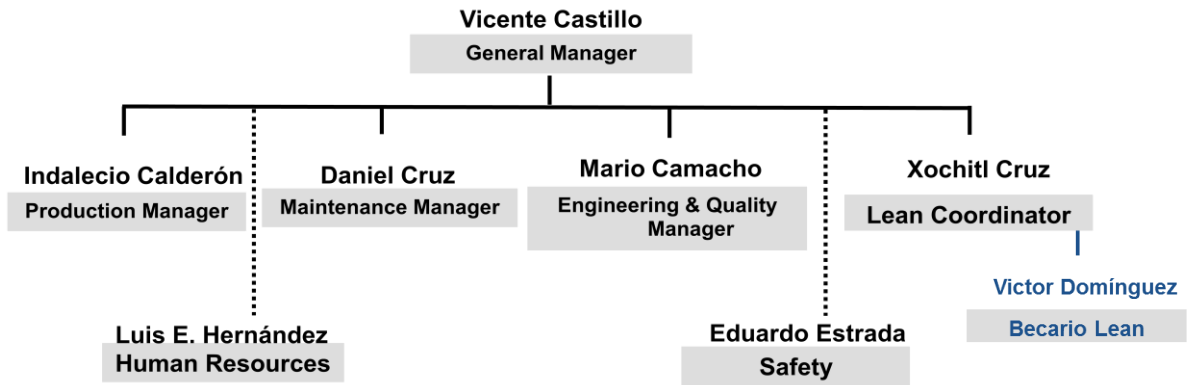 Vicente Castillo
General Manager
Indalecio Calderón
Production Manager
Daniel Cruz
Maintenance Manager
Mario Camacho
Engineering & Quality
Manager
Xochitl Cruz
Lean Coordinator
Victor Domínguez
Becario Lean
Luis E. Hernández
Human Resources
Eduardo Estrada
Safety